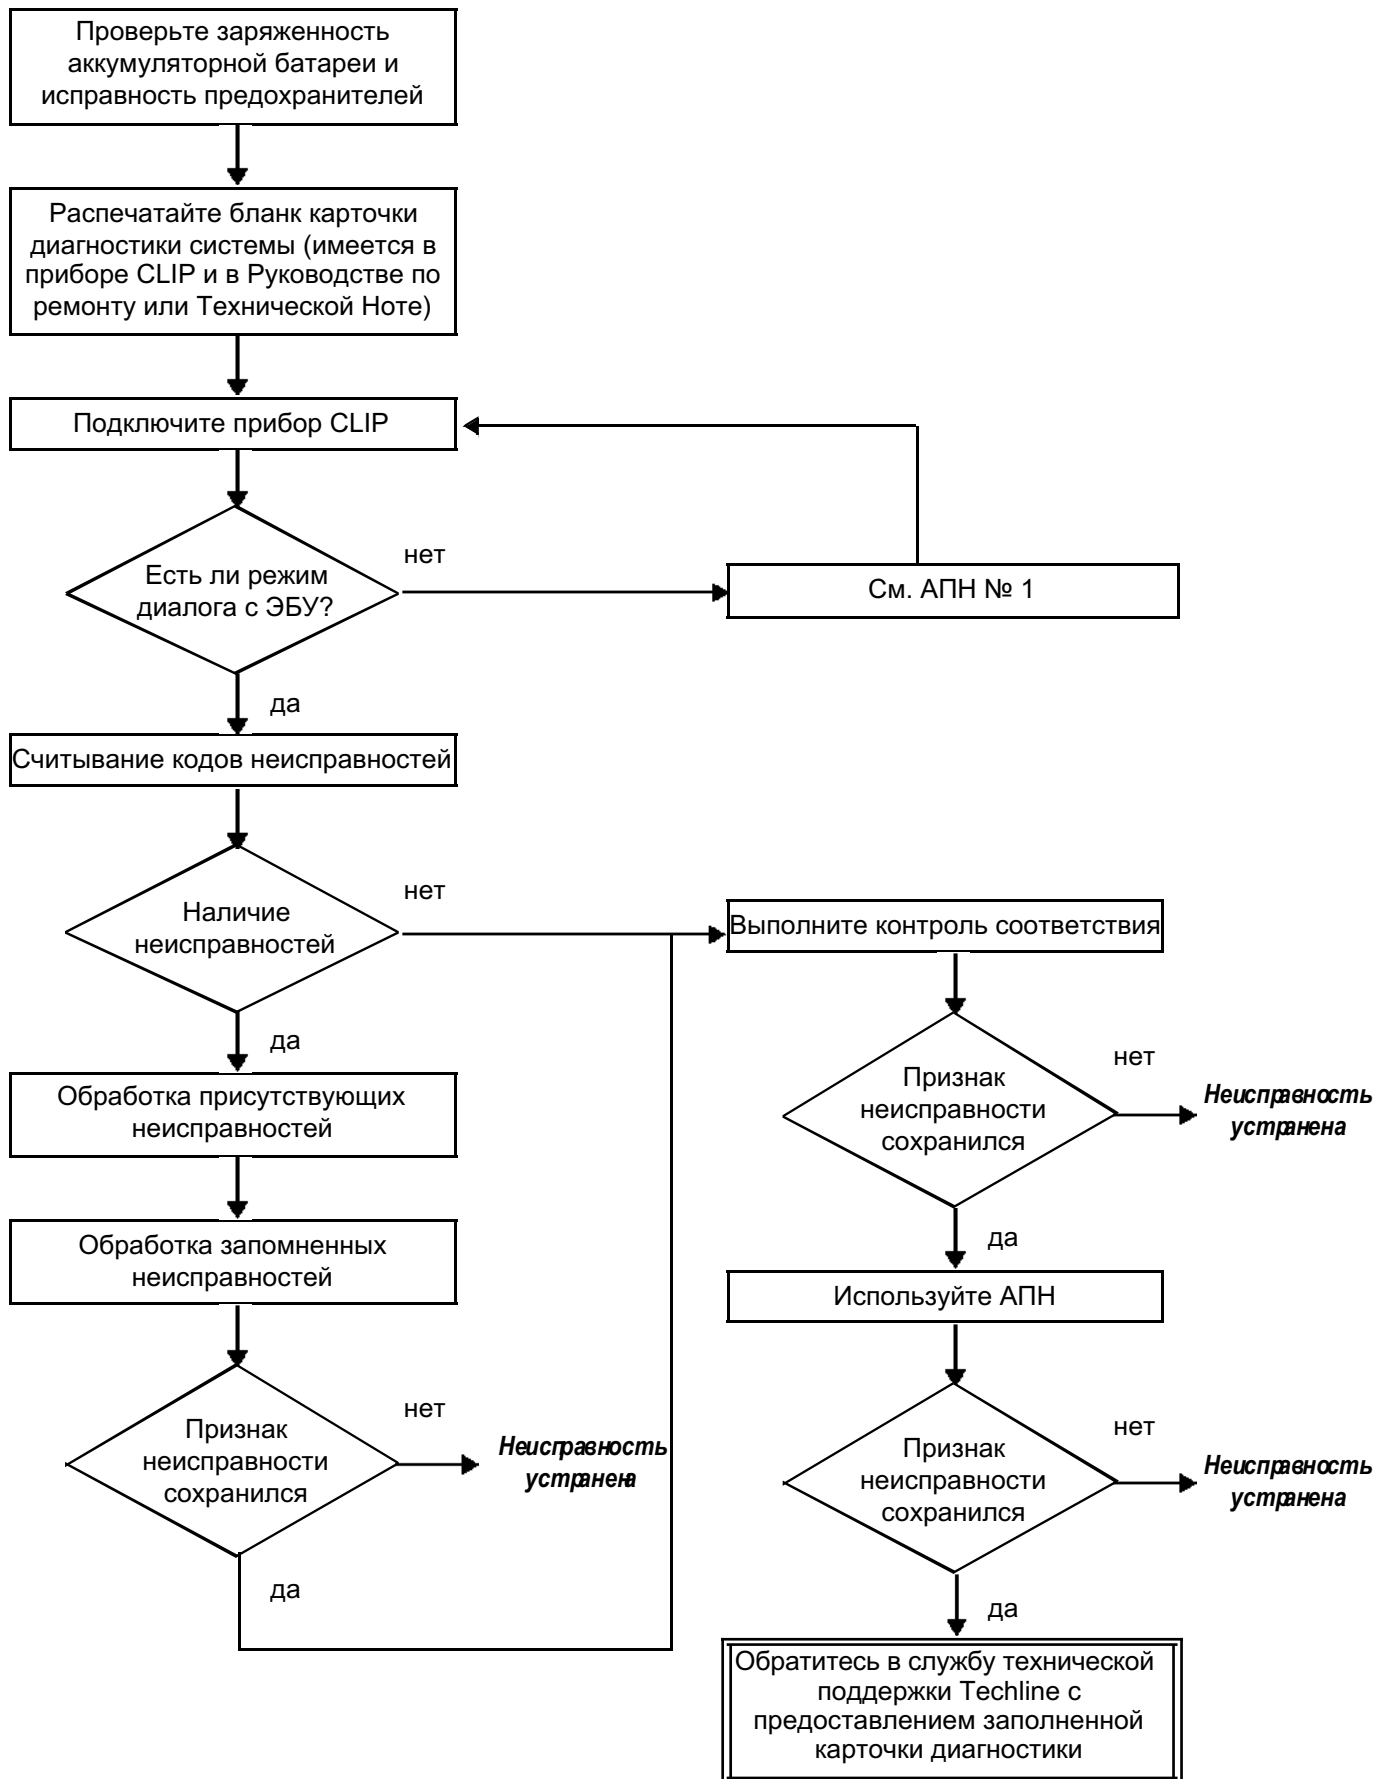 Проверьте заряженность
аккумуляторной батареи и
исправность предохранителей
Распечатайте бланк карточки
диагностики системы (имеется в
приборе CLIP и в Руководстве по
ремонту или Технической Ноте)
Подключите прибор CLIP
Есть ли режим
диалога с ЭБУ?
нет
См. АПН № 1
да
Считывание кодов неисправностей
Наличие
неисправностей
нет
Выполните контроль соответствия
да
Обработка присутствующих
неисправностей
Обработка запомненных
неисправностей
Признак
неисправности
сохранился
нет
Неисправность
устранена
да
Признак
неисправности
сохранился
нет
Неисправность
устранена
да
Используйте АПН
Признак
неисправности
сохранился
нет
Неисправность
устранена
да
Обратитесь в службу технической
поддержки Techline с
предоставлением заполненной
карточки диагностики